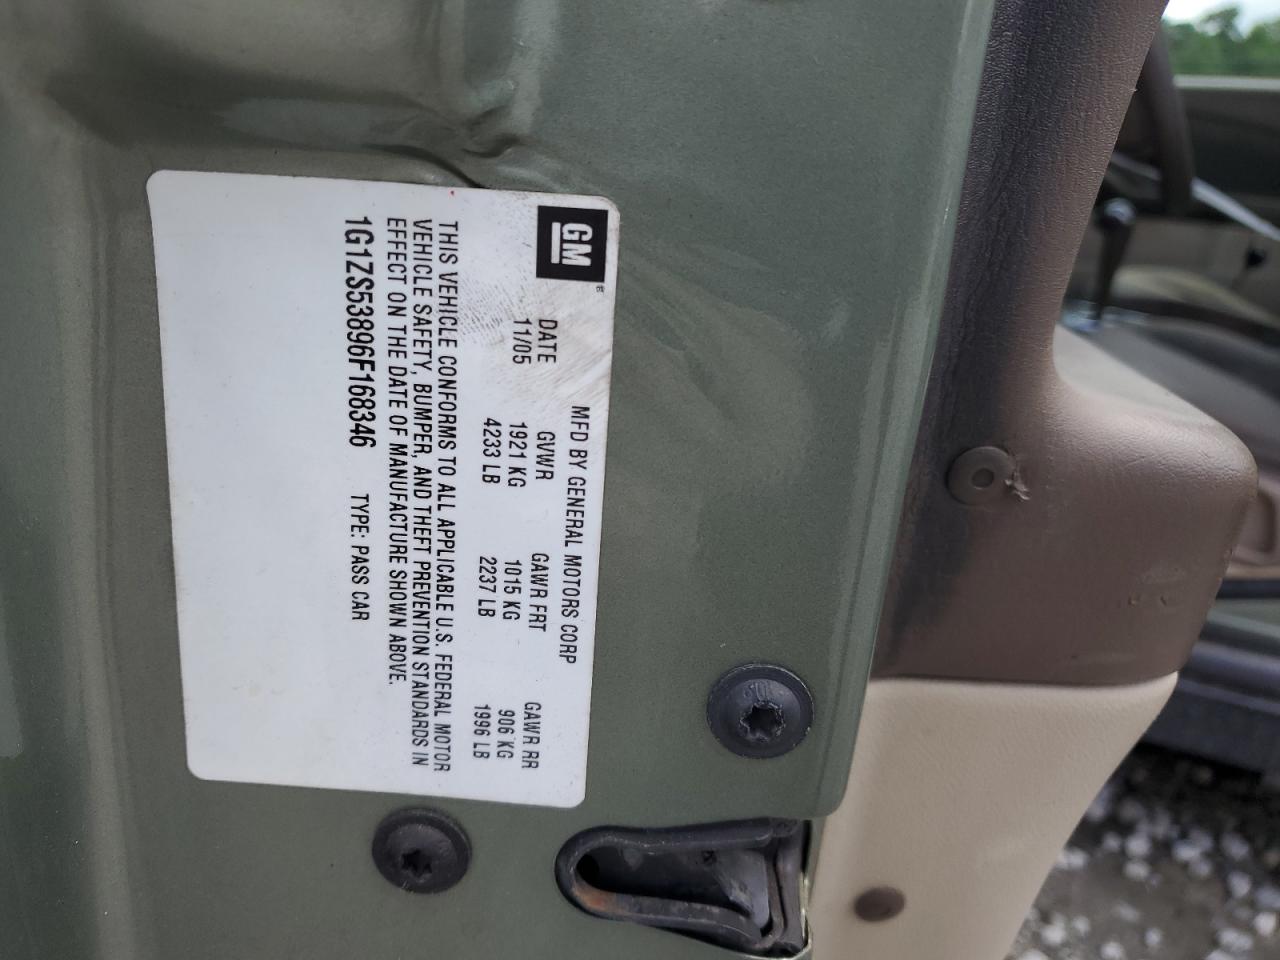 GM
MFD BY GENERAL MOTORS CORP
DATE GVWR GAWR FRT GAWR RR
11/05 1921 KG 1015 KG 906 KG
4233 LB 2237 LB 1996 LB
THIS VEHICLE CONFORMS TO ALL APPLICABLE U.S. FEDERAL MOTOR
VEHICLE SAFETY, BUMPER, AND THEFT PREVENTION STANDARDS IN
EFFECT ON THE DATE OF MANUFACTURE SHOWN ABOVE.
1G1ZS53896F168346 TYPE: PASS CAR